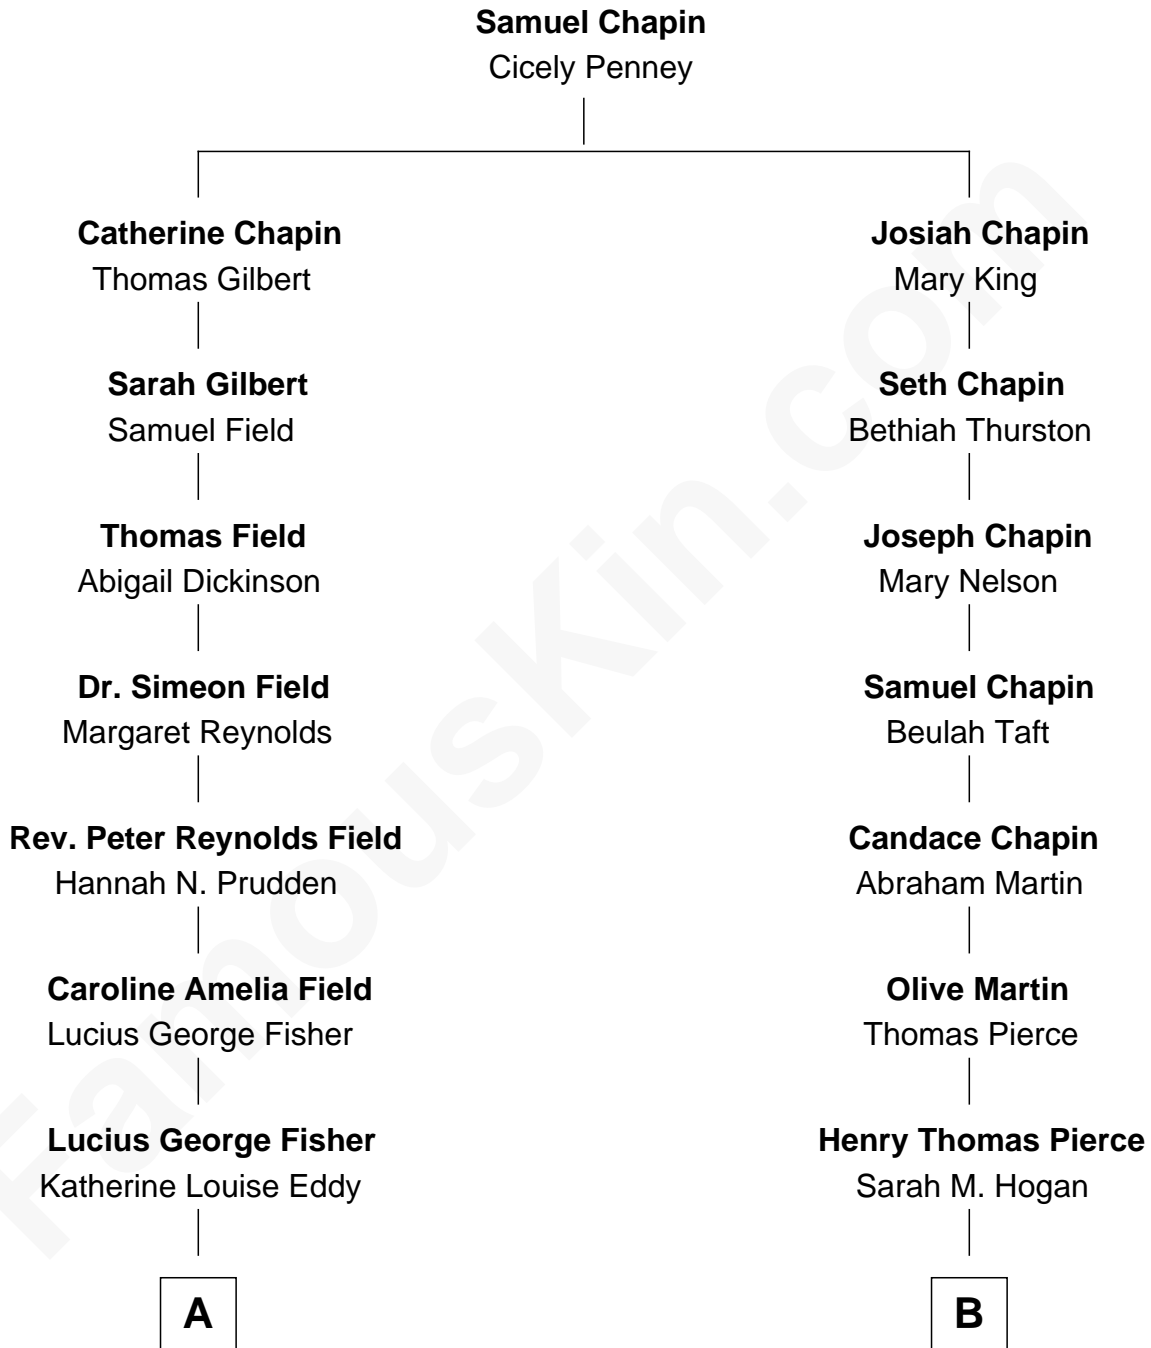 Samuel Chapin
Cicely Penney
Catherine Chapin
Thomas Gilbert
Josiah Chapin
Mary King
Sarah Gilbert
Samuel Field
Seth Chapin
Bethiah Thurston
Thomas Field
Abigail Dickinson
Joseph Chapin
Mary Nelson
Dr. Simeon Field
Margaret Reynolds
Samuel Chapin
Beulah Taft
Rev. Peter Reynolds Field
Hannah N. Prudden
Candace Chapin
Abraham Martin
Caroline Amelia Field
Lucius George Fisher
Olive Martin
Thomas Pierce
Lucius George Fisher
Katherine Louise Eddy
Henry Thomas Pierce
Sarah M. Hogan
A
B
FamousKin.com